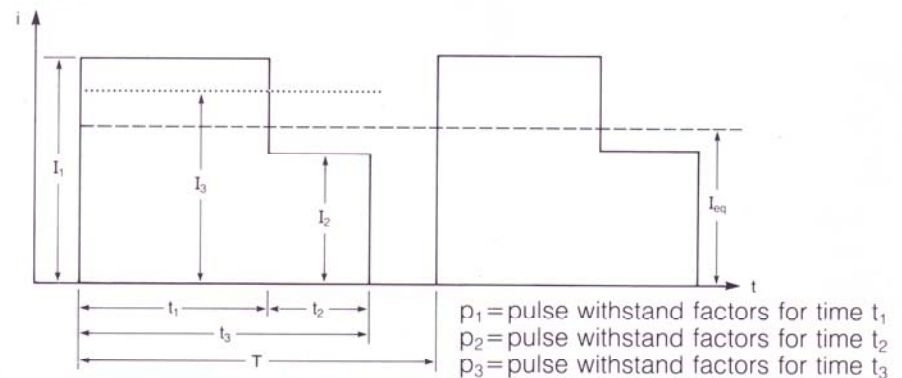 i
I₁
I₃
I₂
I_eq
t
t₁
t₂
t₃
T
p₁=pulse withstand factors for time t₁
p₂=pulse withstand factors for time t₂
p₃=pulse withstand factors for time t₃